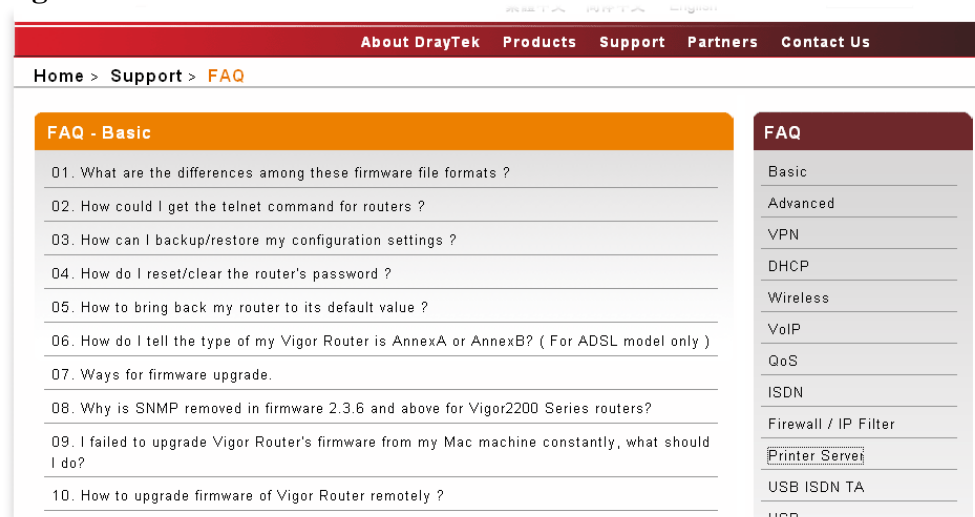 About DrayTek Products Support Partners Contact Us
Home > Support > FAQ
FAQ - Basic
01. What are the differences among these firmware file formats ?
02. How could I get the telnet command for routers ?
03. How can I backup/restore my configuration settings ?
04. How do I reset/clear the router's password ?
05. How to bring back my router to its default value ?
06. How do I tell the type of my Vigor Router is AnnexA or AnnexB? ( For ADSL model only )
07. Ways for firmware upgrade.
08. Why is SNMP removed in firmware 2.3.6 and above for Vigor2200 Series routers?
09. I failed to upgrade Vigor Router's firmware from my Mac machine constantly, what should
I do?
10. How to upgrade firmware of Vigor Router remotely ?
FAQ
Basic
Advanced
VPN
DHCP
Wireless
VoIP
QoS
ISDN
Firewall / IP Filter
Printer Server
USB ISDN TA